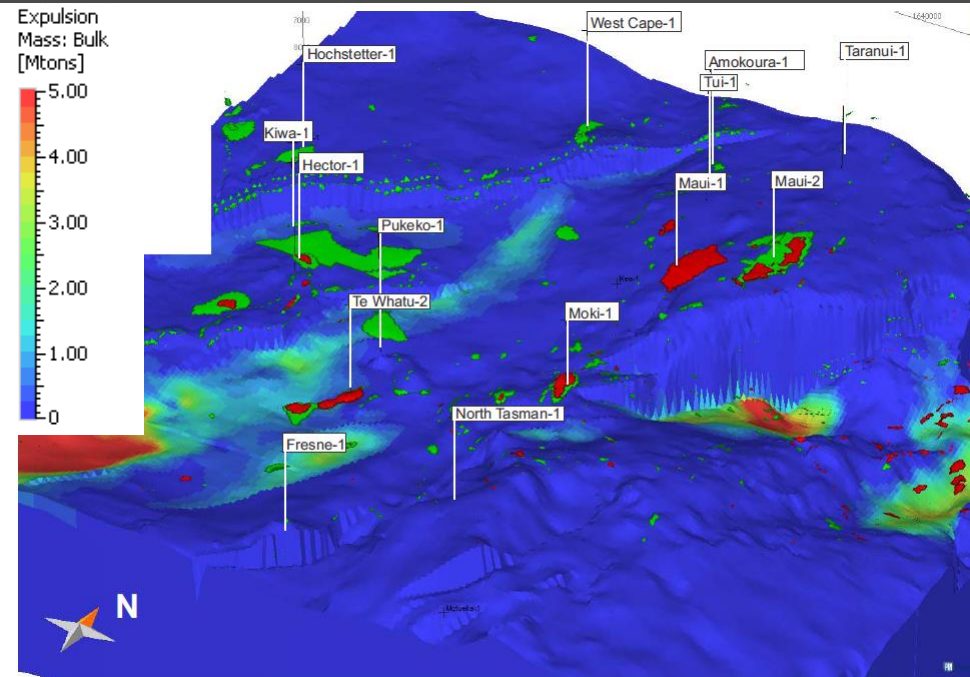 Expulsion
Mass: Bulk
[Mtons]
5.00
4.00
3.00
2.00
1.00
0
West Cape-1
Hochstetter-1
Amokoura-1
Taranui-1
Tui-1
Kiwa-1
Hector-1
Maui-1
Maui-2
Pukeko-1
Te Whatu-2
Moki-1
North Tasman-1
Fresne-1
N